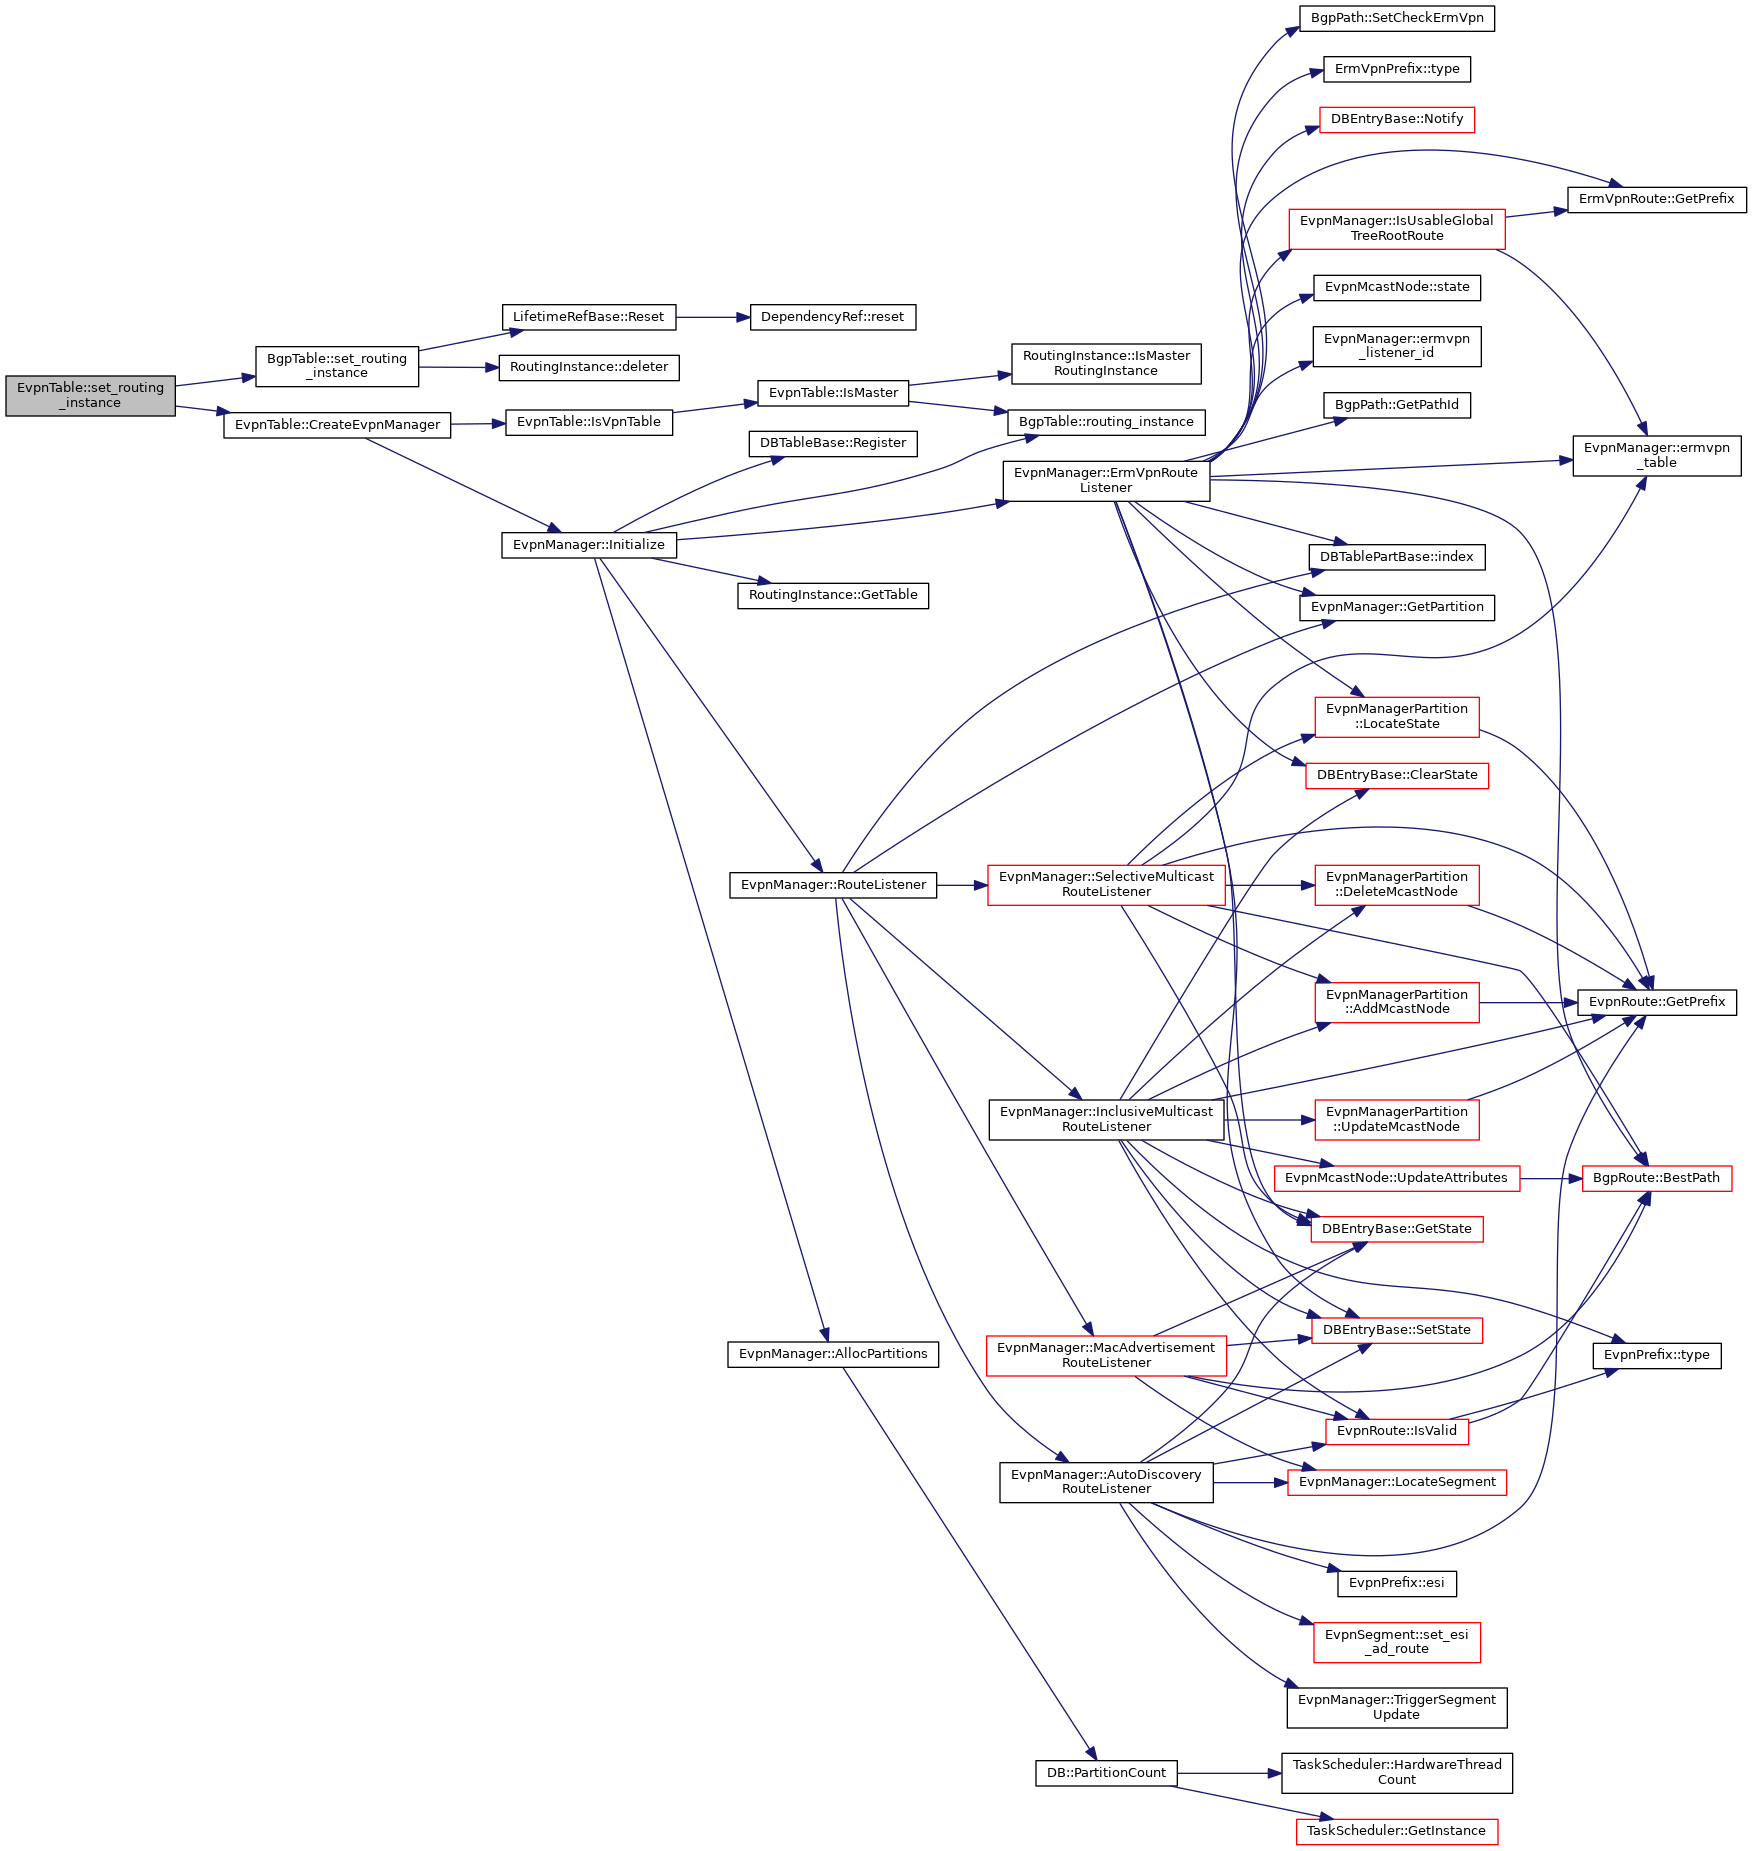 EvpnTable::set_routing
_instance
BgpTable::set_routing
_instance
LifetimeRefBase::Reset
DependencyRef::reset
RoutingInstance::deleter
EvpnTable::CreateEvpnManager
EvpnTable::IsVpnTable
EvpnTable::IsMaster
RoutingInstance::IsMaster
RoutingInstance
BgpTable::routing_instance
EvpnManager::Initialize
DBTableBase::Register
EvpnManager::ErmVpnRoute
Listener
RoutingInstance::GetTable
EvpnManager::RouteListener
EvpnManager::AllocPartitions
BgpPath::SetCheckErmVpn
ErmVpnPrefix::type
DBEntryBase::Notify
ErmVpnRoute::GetPrefix
EvpnManager::IsUsableGlobal
TreeRootRoute
EvpnMcastNode::state
EvpnManager::ermvpn
_listener_id
BgpPath::GetPathId
EvpnManager::ermvpn
_table
DBTablePartBase::index
EvpnManager::GetPartition
EvpnManagerPartition
::LocateState
DBEntryBase::ClearState
EvpnManager::SelectiveMulticast
RouteListener
EvpnManagerPartition
::DeleteMcastNode
EvpnManagerPartition
::AddMcastNode
EvpnRoute::GetPrefix
EvpnManager::InclusiveMulticast
RouteListener
EvpnManagerPartition
::UpdateMcastNode
EvpnMcastNode::UpdateAttributes
BgpRoute::BestPath
DBEntryBase::GetState
DBEntryBase::SetState
EvpnManager::MacAdvertisement
RouteListener
EvpnPrefix::type
EvpnRoute::IsValid
EvpnManager::AutoDiscovery
RouteListener
EvpnManager::LocateSegment
EvpnPrefix::esi
EvpnSegment::set_esi
_ad_route
EvpnManager::TriggerSegment
Update
DB::PartitionCount
TaskScheduler::HardwareThread
Count
TaskScheduler::GetInstance